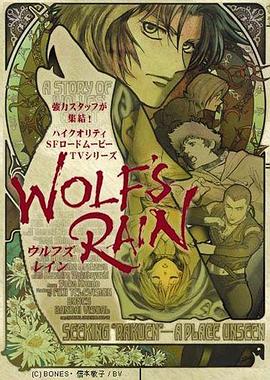 A STORY OF
強力スタッフが
集結！
ハイクオリティ
SFロードムービー
TVシリーズ
WOLF'S
RAIN
ウルフズ
レイン
SEEKING "RAKUEN" — A PLACE UNSEEN
(C) BONES・信本敬子 / BV